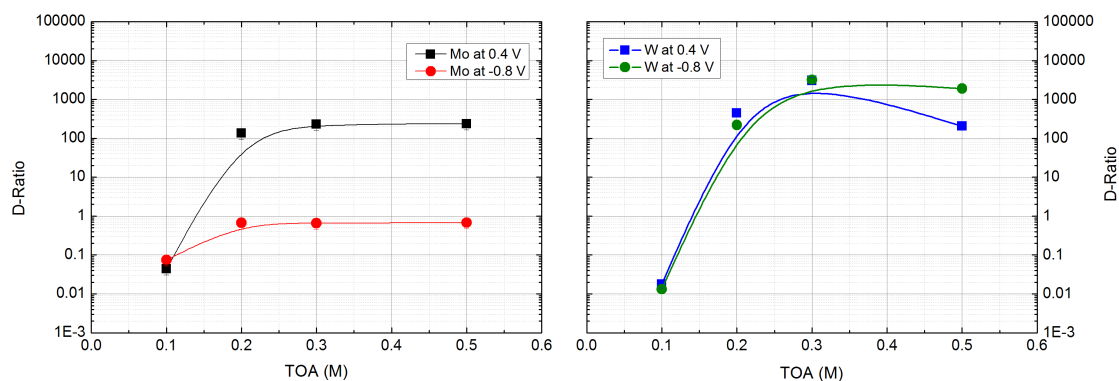 100000
10000
1000
100
10
1
0.1
0.01
1E-3
D-Ratio
0.0 0.1 0.2 0.3 0.4 0.5 0.6
TOA (M)
Mo at 0.4 V
Mo at -0.8 V
W at 0.4 V
W at -0.8 V
0.0 0.1 0.2 0.3 0.4 0.5 0.6
TOA (M)
100000
10000
1000
100
10
1
0.1
0.01
1E-3
D-Ratio